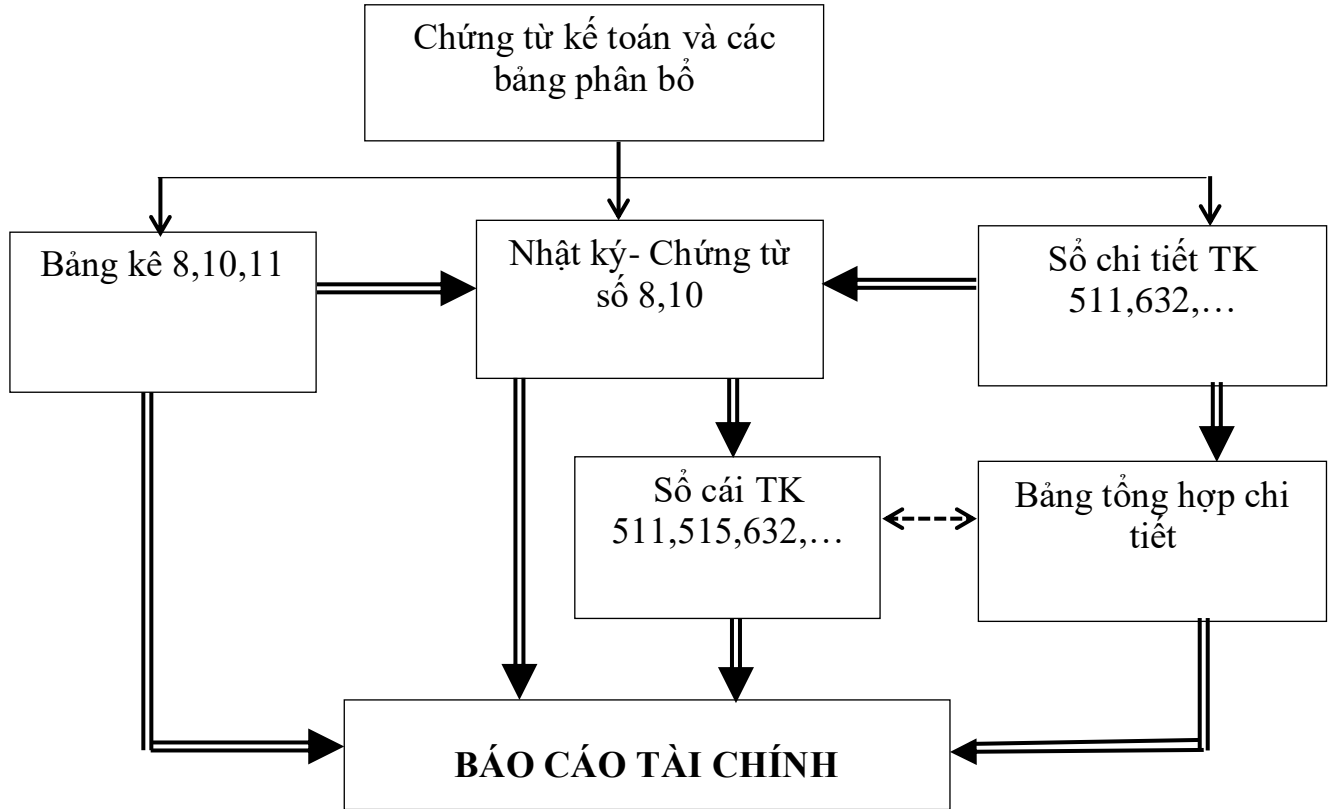 Chứng từ kế toán và các
bảng phân bổ
Bảng kê 8,10,11
Nhật ký- Chứng từ
số 8,10
Sổ chi tiết TK
511,632,…
Sổ cái TK
511,515,632,…
Bảng tổng hợp chi
tiết
BÁO CÁO TÀI CHÍNH